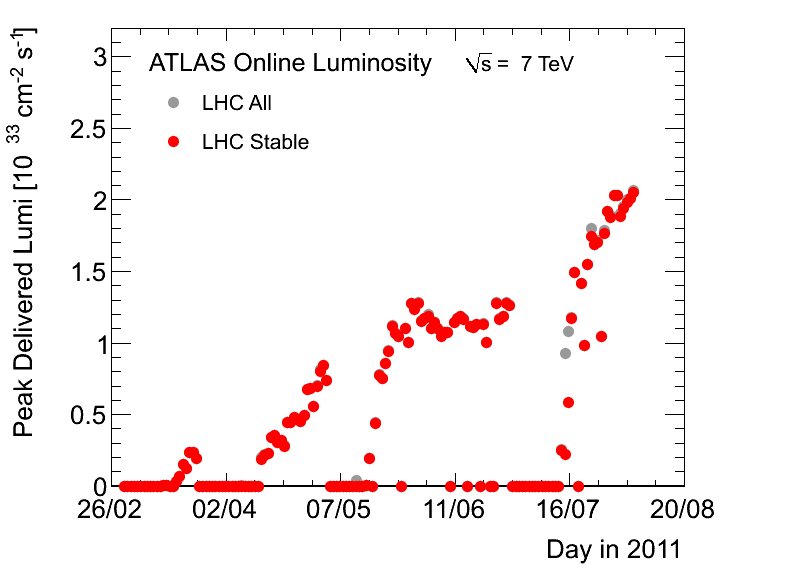 ATLAS Online Luminosity √s = 7 TeV
LHC All
LHC Stable
Peak Delivered Lumi [10³³ cm⁻² s⁻¹]
3
2.5
2
1.5
1
0.5
0
26/02 02/04 07/05 11/06 16/07 20/08
Day in 2011